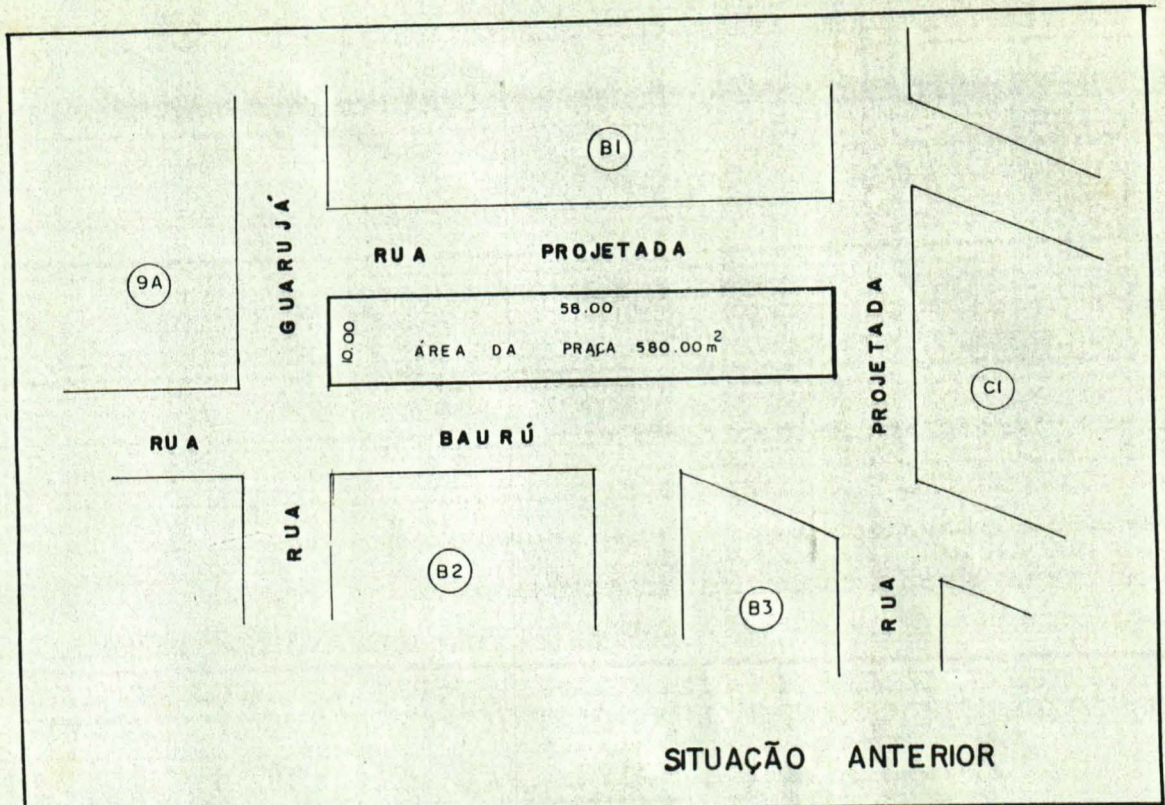 B1
GUARUJÁ
RUA PROJETADA
9A
58.00
10.00
ÁREA DA PRAÇA 580.00m²
PROJETADA
C1
RUA BAURÚ
RUA
B2
B3
RUA
SITUAÇÃO ANTERIOR